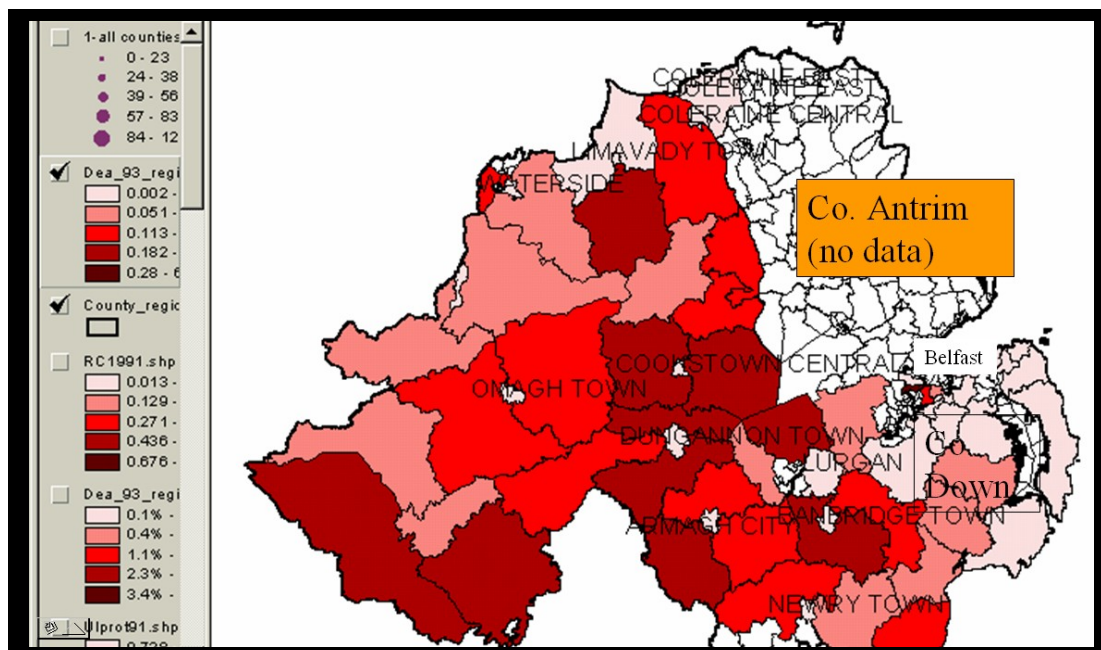 1-all counties
0 - 23
24 - 38
39 - 56
57 - 83
84 - 12
Dea_93_regi
0.002 -
0.051 -
0.113 -
0.182 -
0.28 - 6
County_regic
RC1991.shp
0.013 -
0.129 -
0.271 -
0.436 -
0.676 -
Dea_93_regi
0.1% -
0.4% -
1.1% -
2.3% -
3.4% -
Ulprot91.shp
COLERAINE EAST
COLERAINE EAST
COLERAINE CENTRAL
LIMAVADY TOWN
WATERSIDE
Co. Antrim
(no data)
Belfast
COOKSTOWN CENTRAL
OMAGH TOWN
DUNGANNON TOWN
LURGAN
Co.
Down
BANBRIDGE TOWN
ARMAGH CITY
NEWRY TOWN